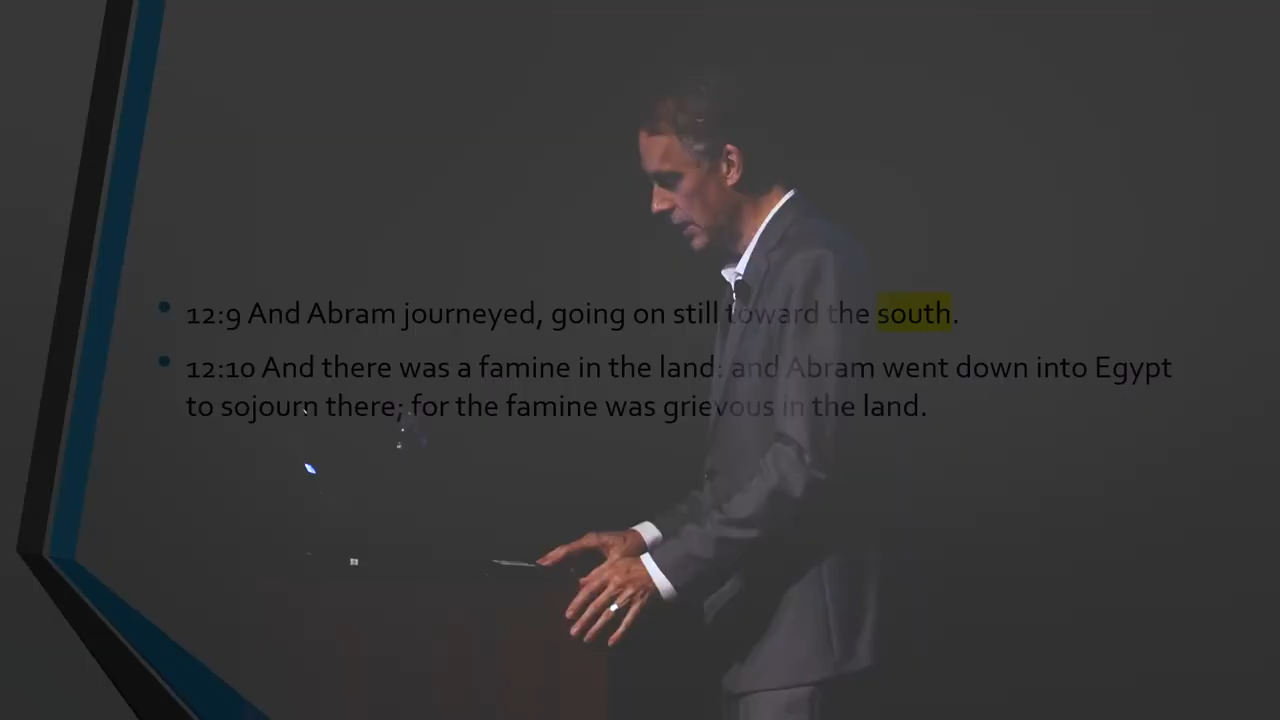 12:9 And Abram journeyed, going on still toward the south.
12:10 And there was a famine in the land: and Abram went down into Egypt
to sojourn there; for the famine was grievous in the land.